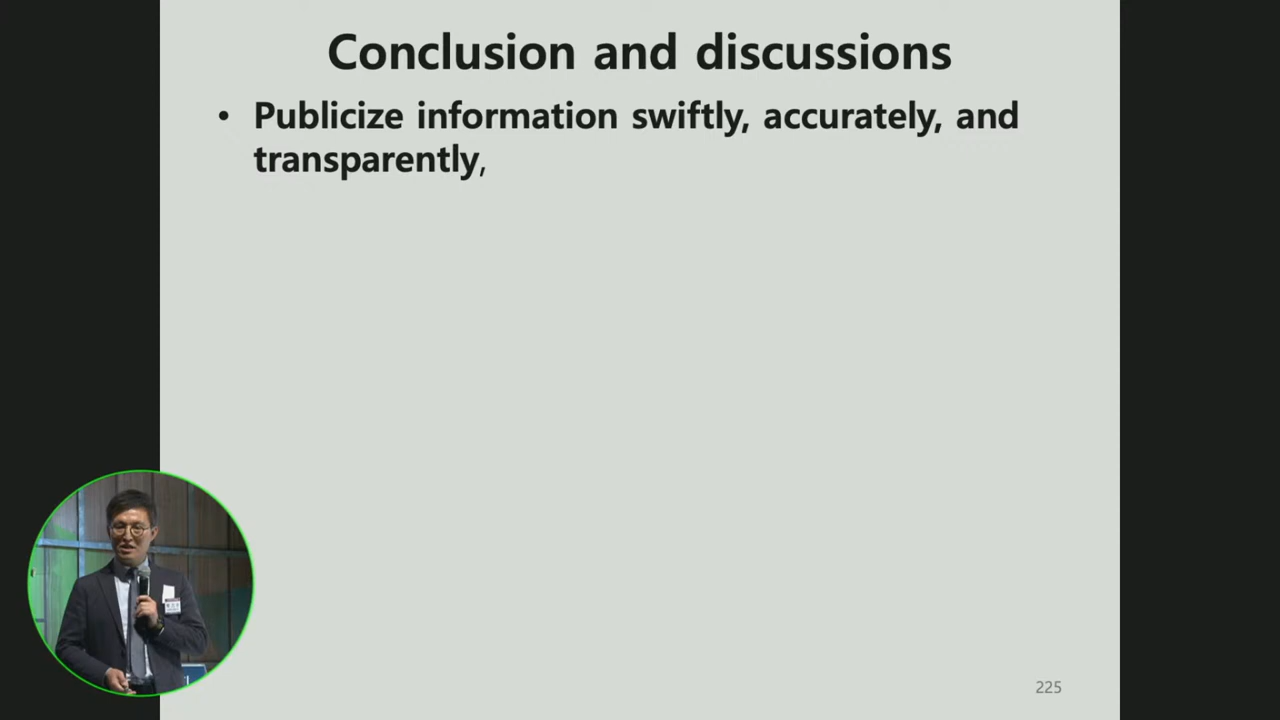 Conclusion and discussions
• Publicize information swiftly, accurately, and
transparently,
225